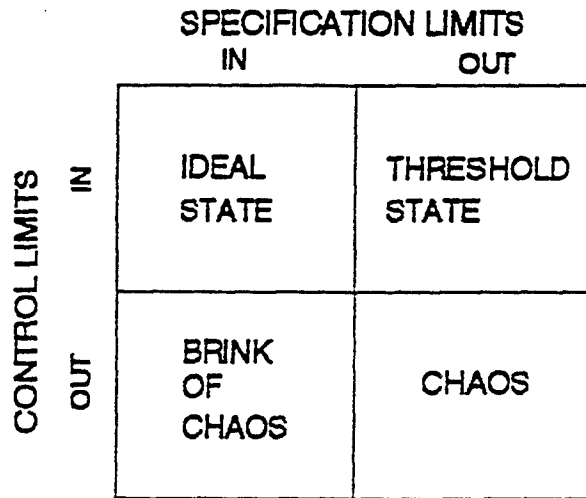 SPECIFICATION LIMITS
IN OUT
CONTROL LIMITS
IN
IDEAL
STATE
THRESHOLD
STATE
OUT
BRINK
OF
CHAOS
CHAOS